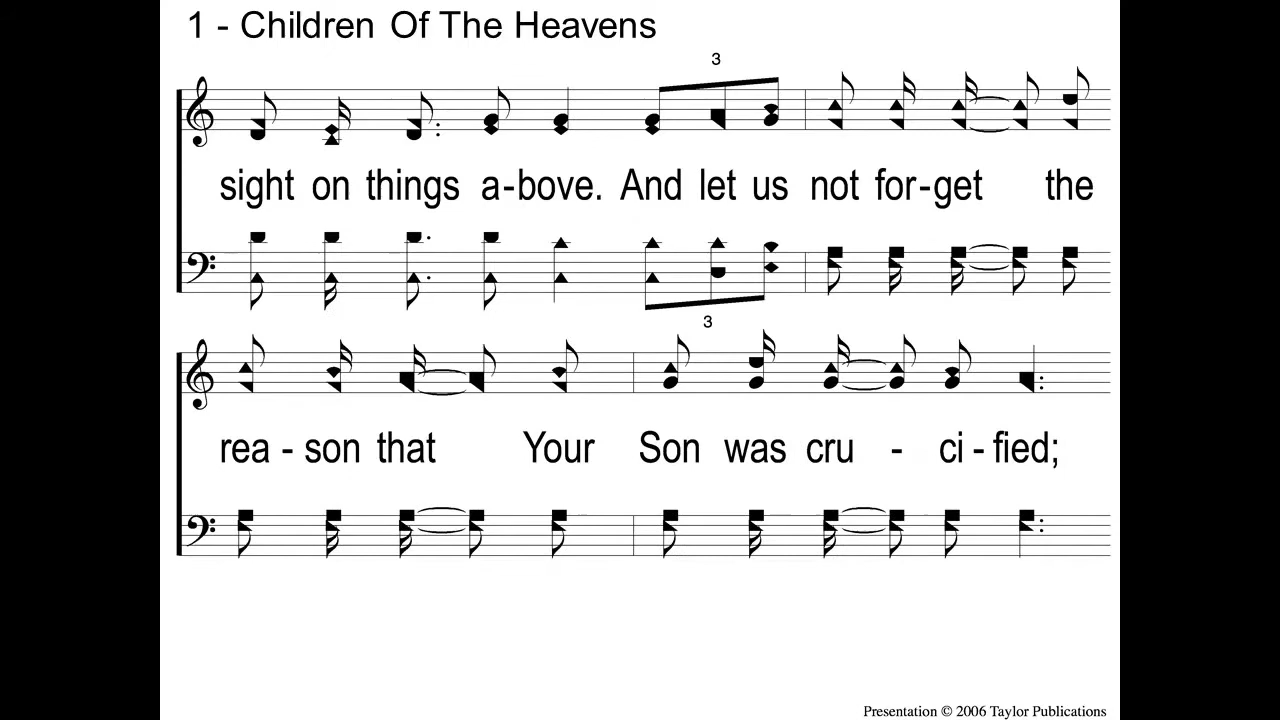 1 - Children Of The Heavens
3
sight on things a-bove. And let us not for-get the
3
rea - son that Your Son was cru - ci - fied;
Presentation © 2006 Taylor Publications